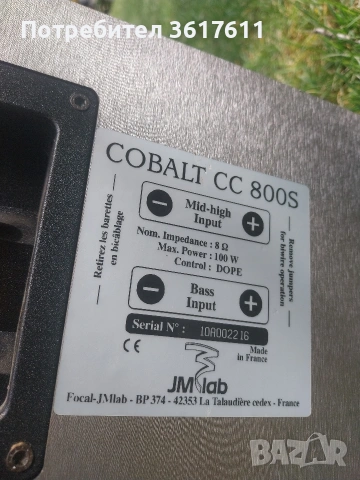 Потребител 3617611
COBALT CC 800S
Retirez les barettes
en bicâblage
Mid-high
Input
Nom. Impedance : 8 Ω
Max. Power : 100 W
Control : DOPE
Bass
Input
Remove jumpers
for biwire operation
Serial N° : 10A002216
Made
in France
JMlab
Focal-JMlab - BP 374 - 42353 La Talaudière cedex - France
BAZAR
bg